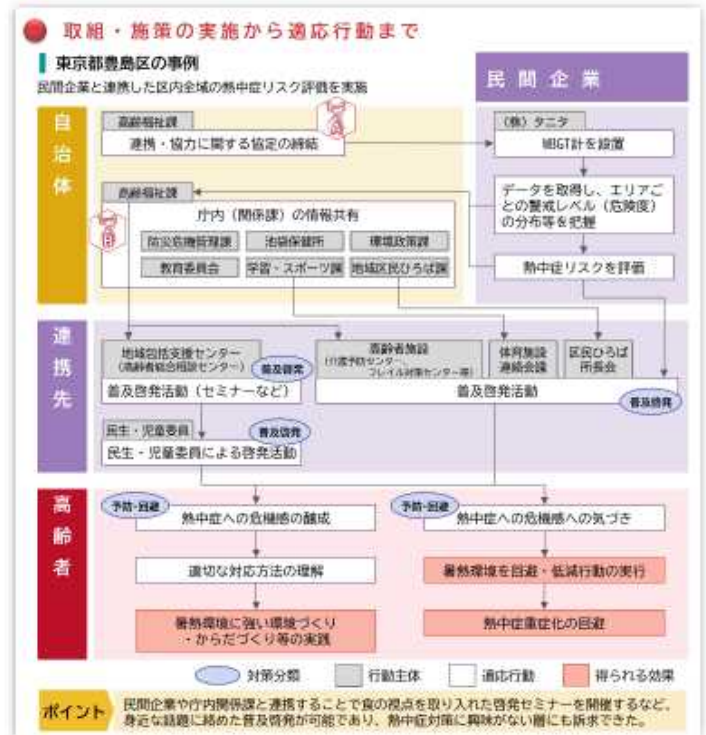 取組・施策の実施から適応行動まで
東京都豊島区の事例
民間企業と連携した区内全域の熱中症リスク評価を実施
民間企業
自治体
高齢福祉課
連携・協力に関する協定の締結
（株）タニタ
WBGT計を設置
高齢福祉課
庁内（関係課）の情報共有
防災危機管理課
池袋保健所
環境政策課
教育委員会
学習・スポーツ課
地域区民ひろば課
データを取得し、エリアご
との警戒レベル（危険度）
の分布等を把握
熱中症リスクを評価
連携先
地域包括支援センター
（高齢者総合相談センター）
普及啓発
普及啓発活動（セミナーなど）
高齢者施設
（介護予防センター、
フレイル対策センター等）
体育施設
連絡会議
区民ひろば
所長会
普及啓発活動
普及啓発
民生・児童委員
普及啓発
民生・児童委員による啓発活動
高齢者
予防・回避
熱中症への危機感の醸成
適切な対応方法の理解
暑熱環境に強い環境づくり
・からだづくり等の実践
予防・回避
熱中症への危機感への気づき
暑熱環境を回避・低減行動の実行
熱中症重症化の回避
対策分類
行動主体
適応行動
得られる効果
ポイント
民間企業や庁内関係課と連携することで食の視点を取り入れた啓発セミナーを開催するなど、
身近な話題に絡めた普及啓発が可能であり、熱中症対策に興味がない層にも訴求できた。